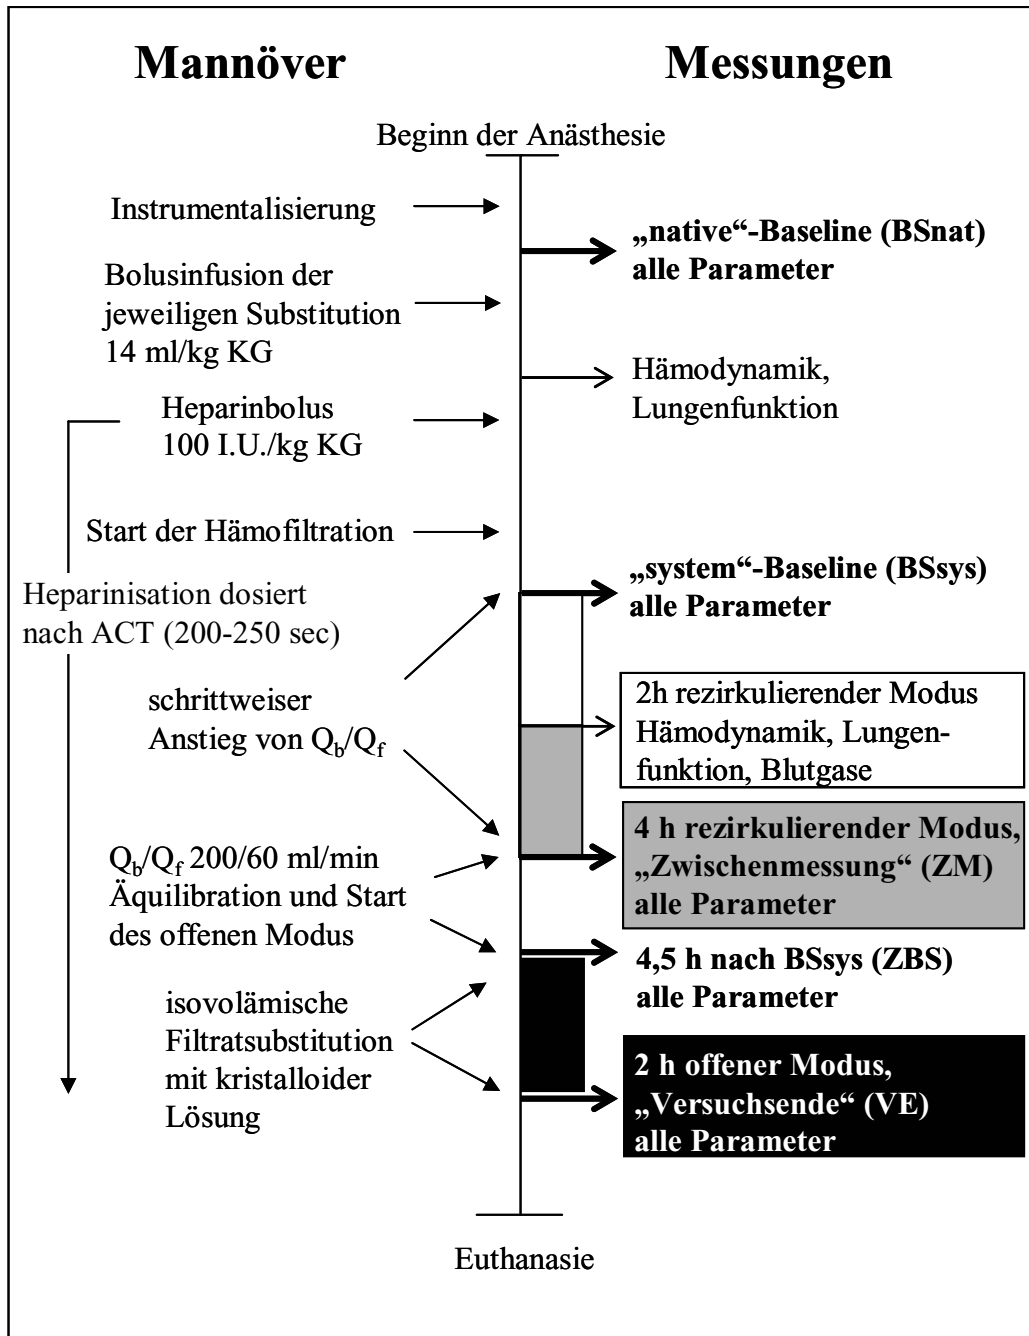 Mannöver
Messungen
Beginn der Anästhesie
Instrumentalisierung
„native“-Baseline (BSnat)
alle Parameter
Bolusinfusion der
jeweiligen Substitution
14 ml/kg KG
Hämodynamik,
Lungenfunktion
Heparinbolus
100 I.U./kg KG
Start der Hämofiltration
„system“-Baseline (BSsys)
alle Parameter
Heparinisation dosiert
nach ACT (200-250 sec)
schrittweiser
Anstieg von Qb/Qf
2h rezirkulierender Modus
Hämodynamik, Lungen-
funktion, Blutgase
4 h rezirkulierender Modus,
„Zwischenmessung“ (ZM)
alle Parameter
Qb/Qf 200/60 ml/min
Äquilibration und Start
des offenen Modus
4,5 h nach BSsys (ZBS)
alle Parameter
isovolämische
Filtratsubstitution
mit kristalloider
Lösung
2 h offener Modus,
„Versuchsende“ (VE)
alle Parameter
Euthanasie